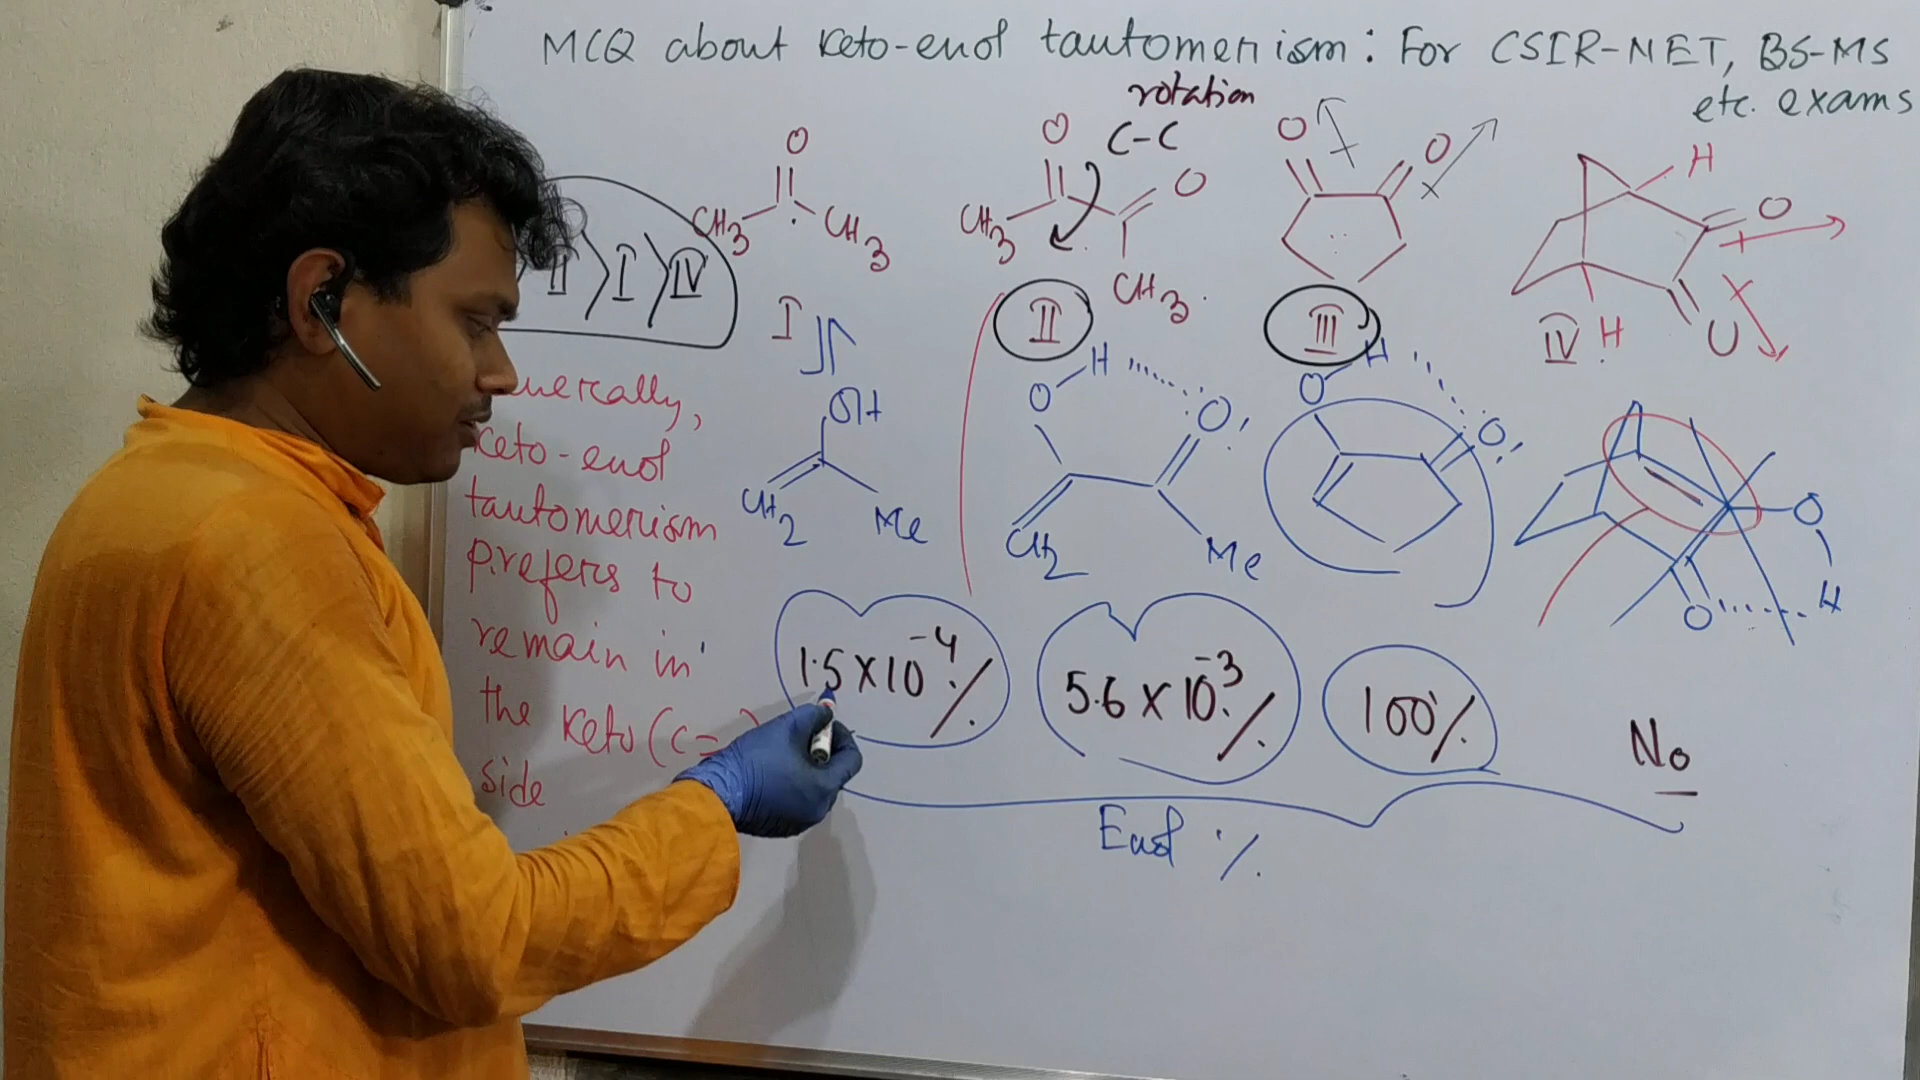 MCQ about Keto-enol tautomerism: For CSIR-NET, BS-MS
etc. exams
rotation
C-C
O
CH3
CH3
I
O
O
CH3
CH3
II
O
O
III
H
O
O
H
IV
II > I > IV
OH
CH2
Me
H
O
O
CH2
Me
H
O
O
O
H
O
Keto-enol
tautomerism
prefers to
remain in
the Keto (C=
side
1.5 x 10-4 %
5.6 x 10-3 %
100 %
No
Enol %